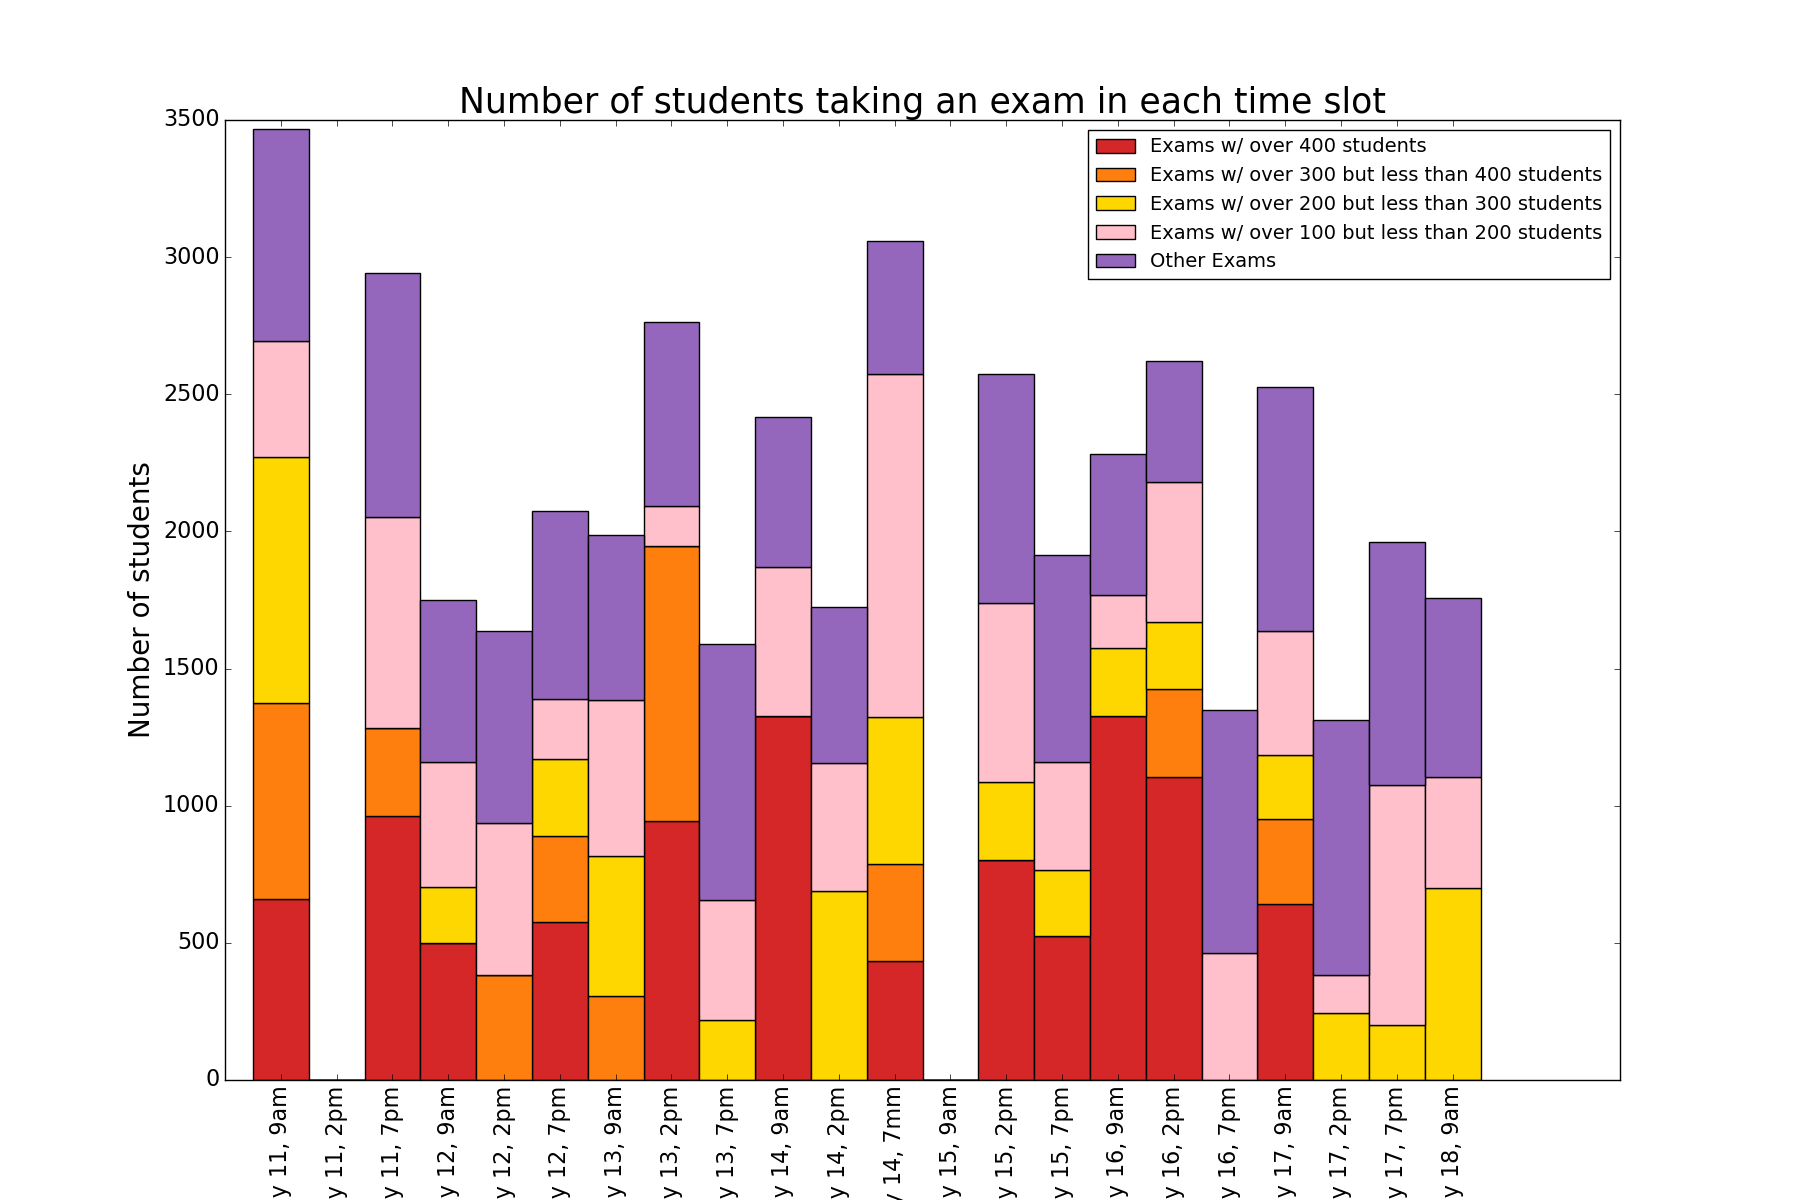 Number of students taking an exam in each time slot
3500
3000
2500
2000
1500
1000
500
0
Number of students
Exams w/ over 400 students
Exams w/ over 300 but less than 400 students
Exams w/ over 200 but less than 300 students
Exams w/ over 100 but less than 200 students
Other Exams
y 11, 9am
y 11, 2pm
y 11, 7pm
y 12, 9am
y 12, 2pm
y 12, 7pm
y 13, 9am
y 13, 2pm
y 13, 7pm
y 14, 9am
y 14, 2pm
y 14, 7mm
y 15, 9am
y 15, 2pm
y 15, 7pm
y 16, 9am
y 16, 2pm
y 16, 7pm
y 17, 9am
y 17, 2pm
y 17, 7pm
y 18, 9am